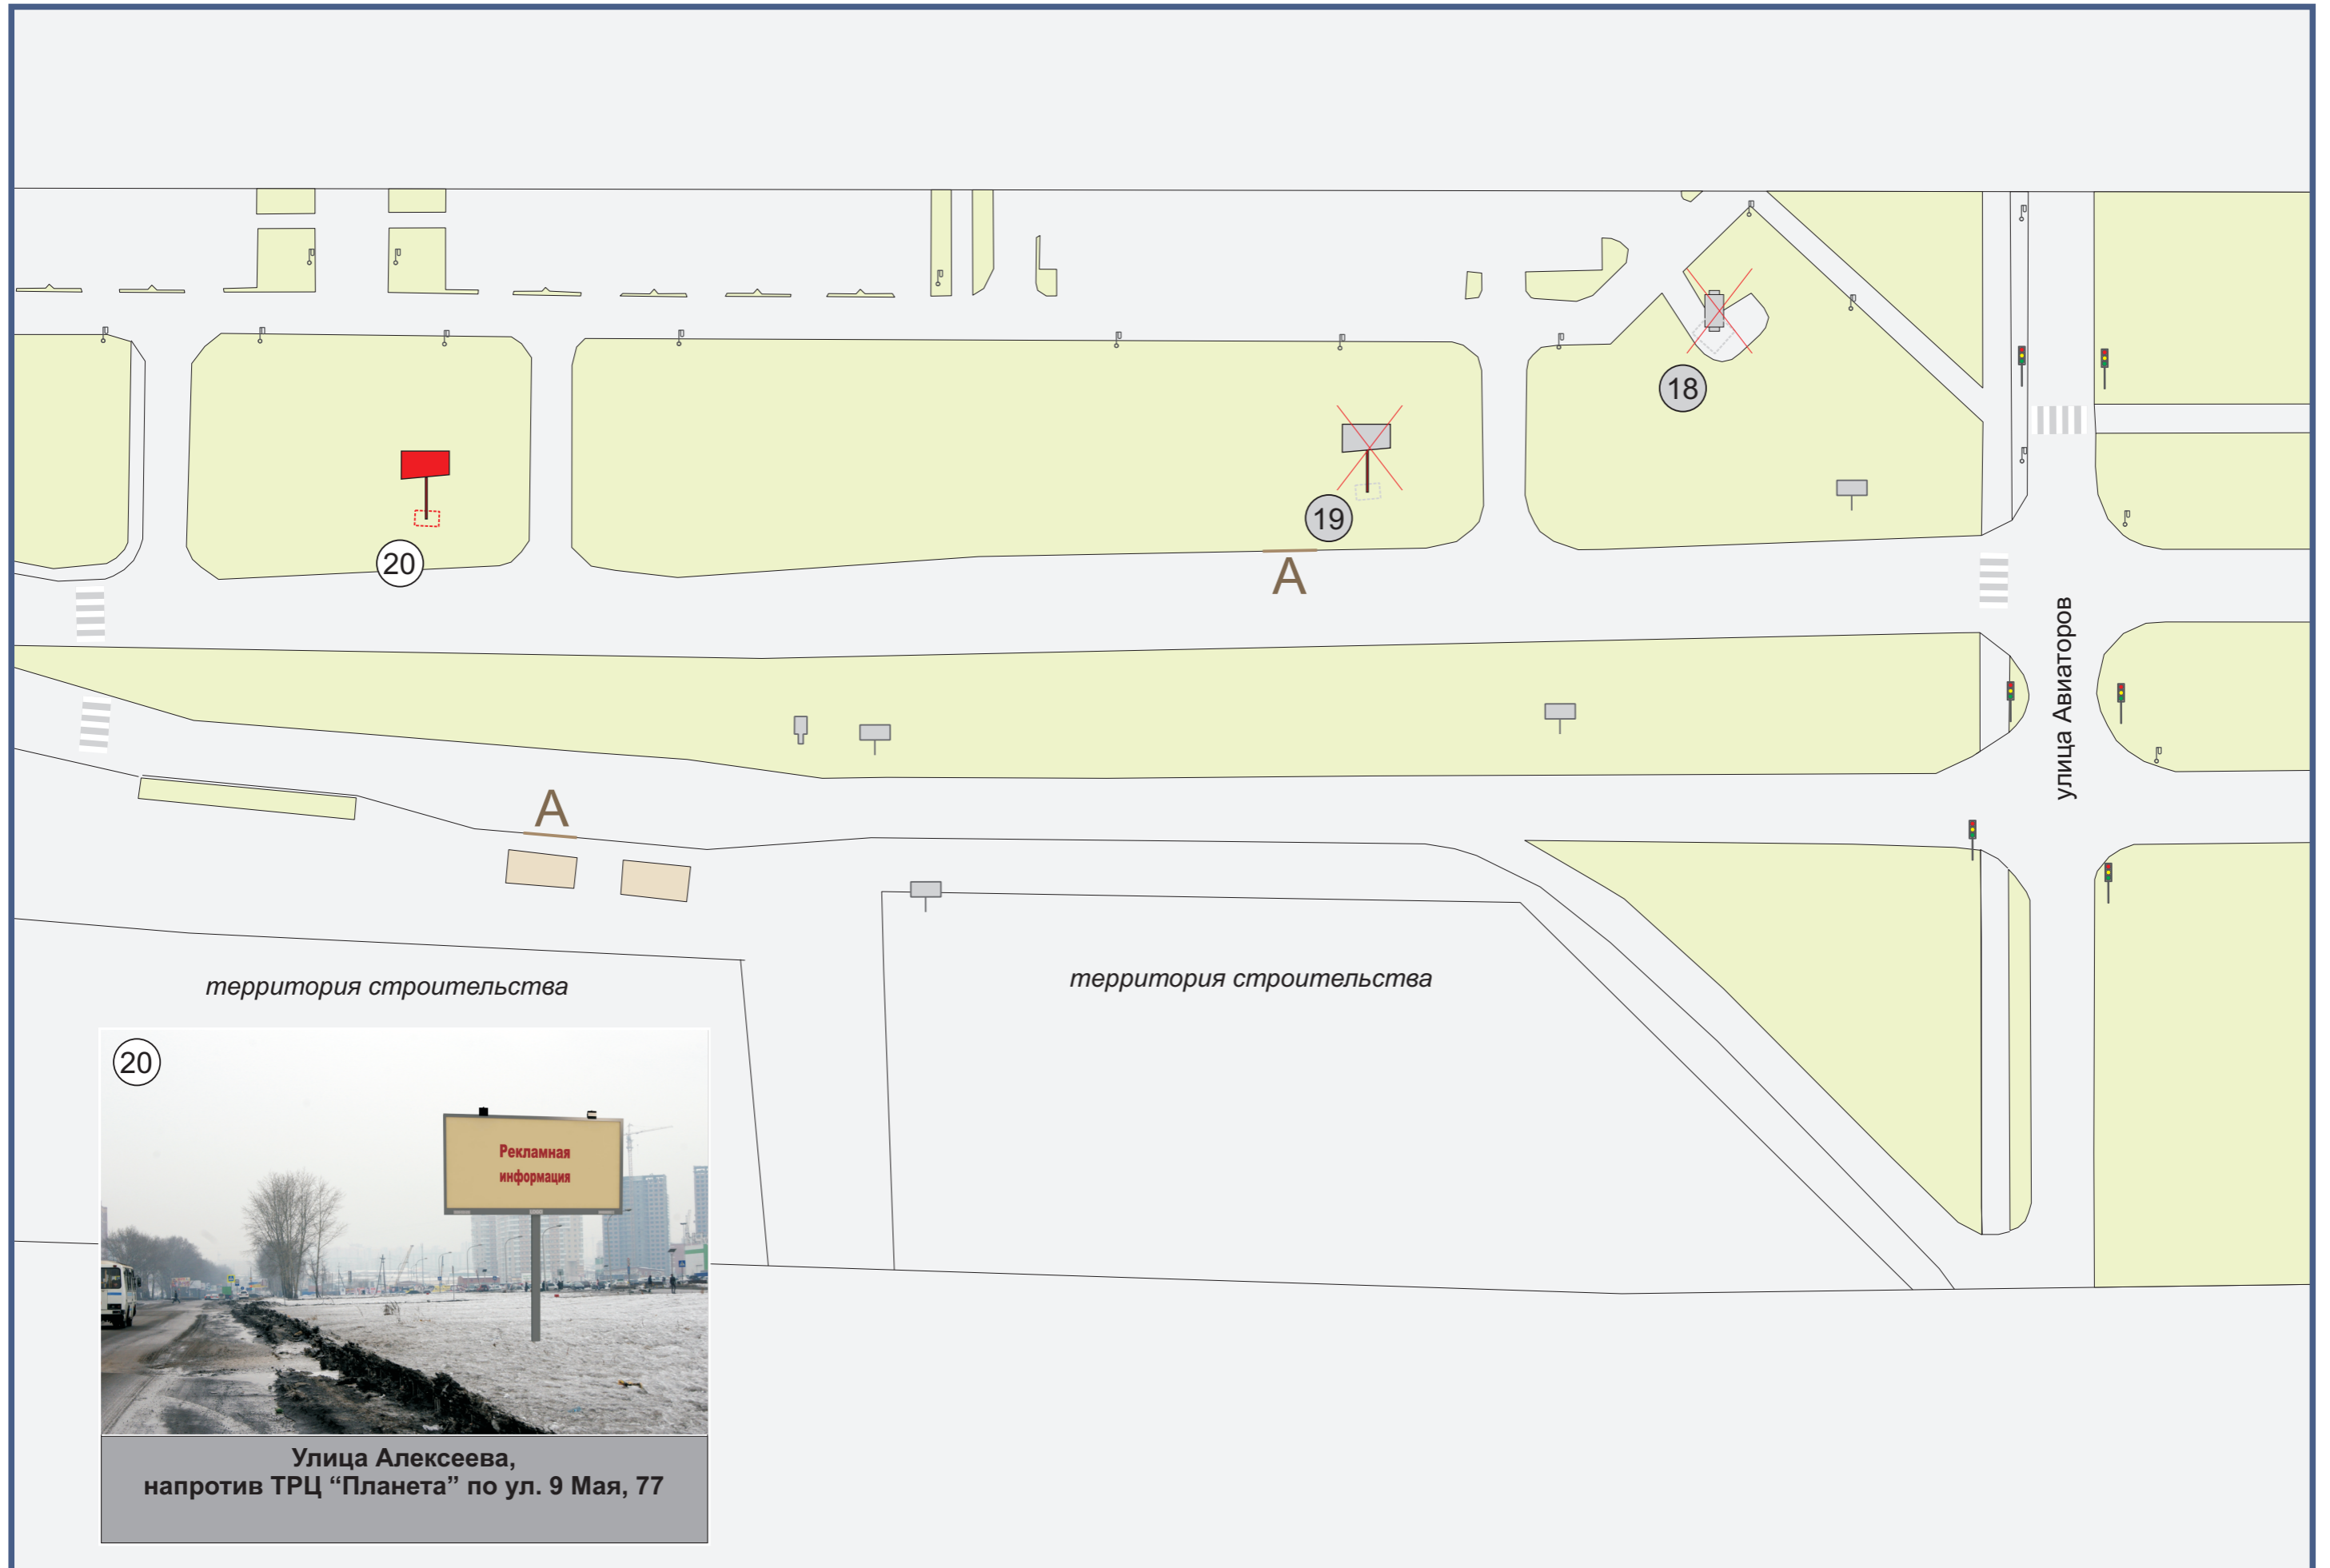 18
19
20
А
улица Авиаторов
А
территория строительства
территория строительства
20
Рекламная
информация
Улица Алексеева,
напротив ТРЦ “Планета” по ул. 9 Мая, 77